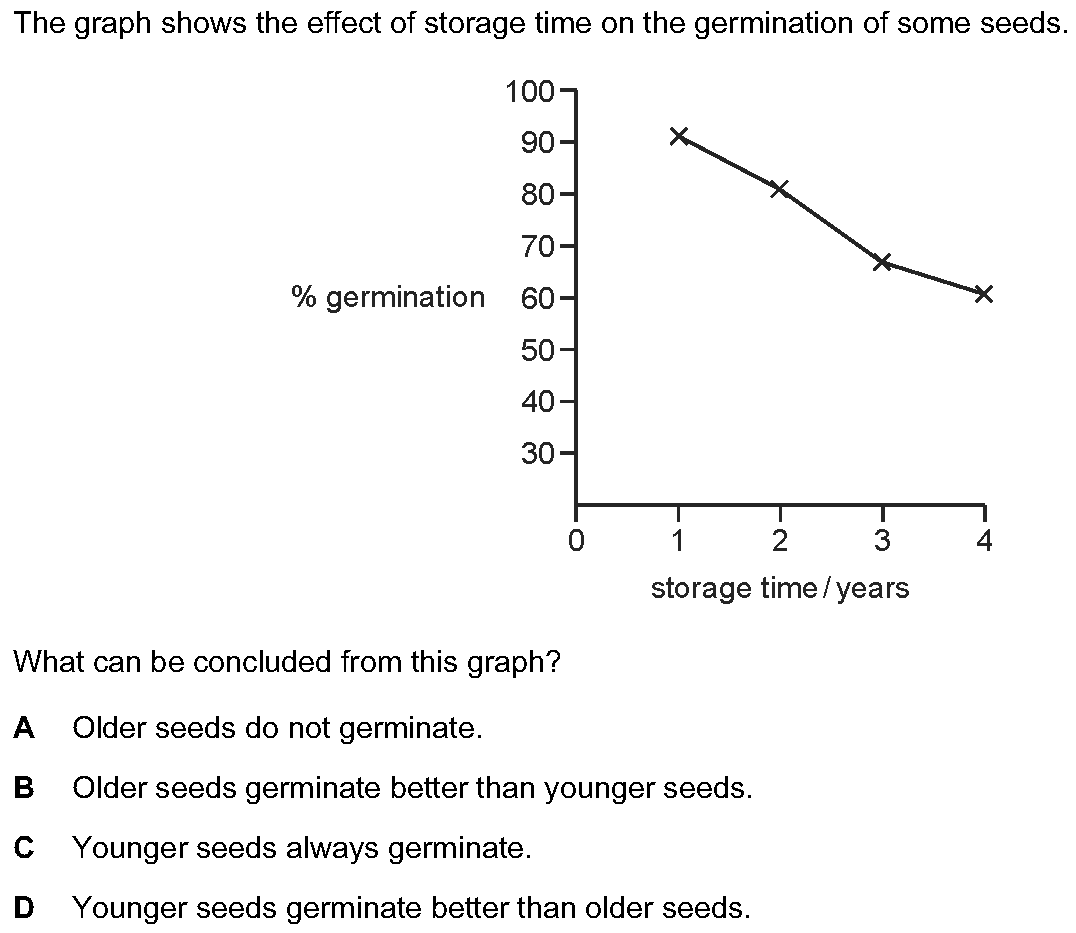 The graph shows the effect of storage time on the germination of some seeds.
100
90
80
70
% germination 60
50
40
30
0 1 2 3 4
storage time / years
What can be concluded from this graph?
A Older seeds do not germinate.
B Older seeds germinate better than younger seeds.
C Younger seeds always germinate.
D Younger seeds germinate better than older seeds.